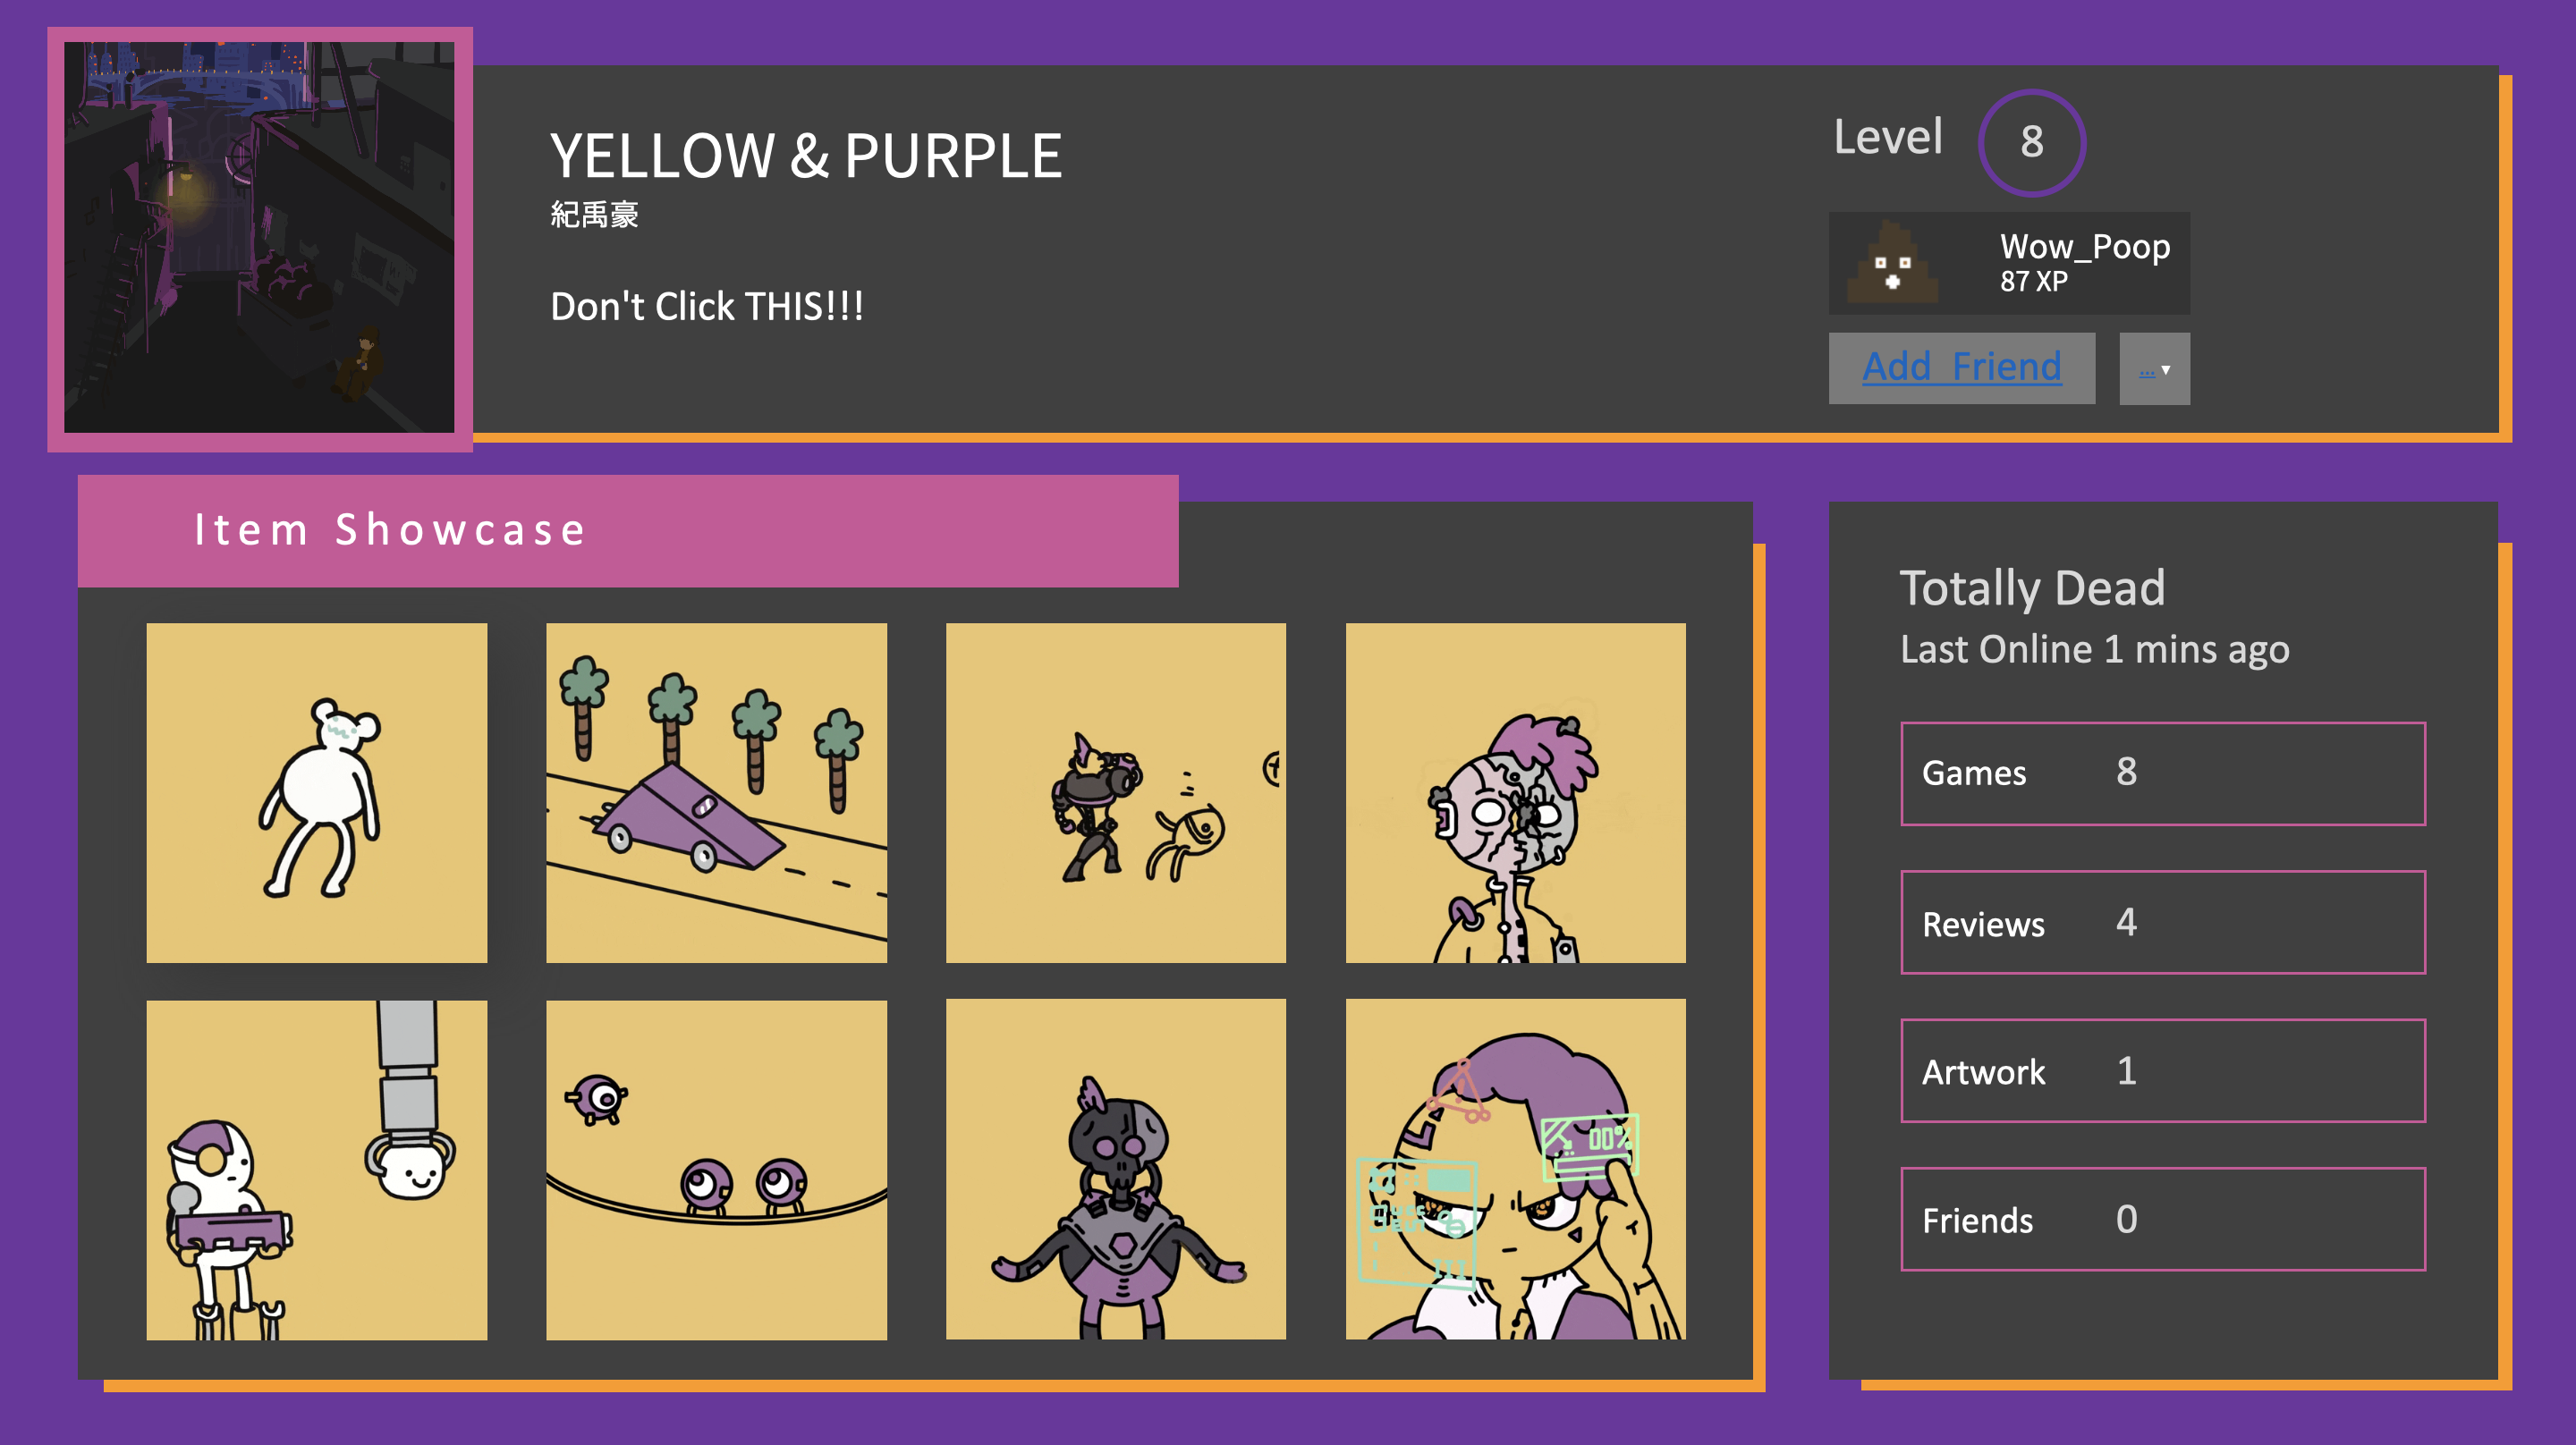 YELLOW & PURPLE
紀禹豪
Don't Click THIS!!!
Level 8
Wow_Poop
87 XP
Add Friend
... ▾
Item Showcase
Totally Dead
Last Online 1 mins ago
Games 8
Reviews 4
Artwork 1
Friends 0
00%